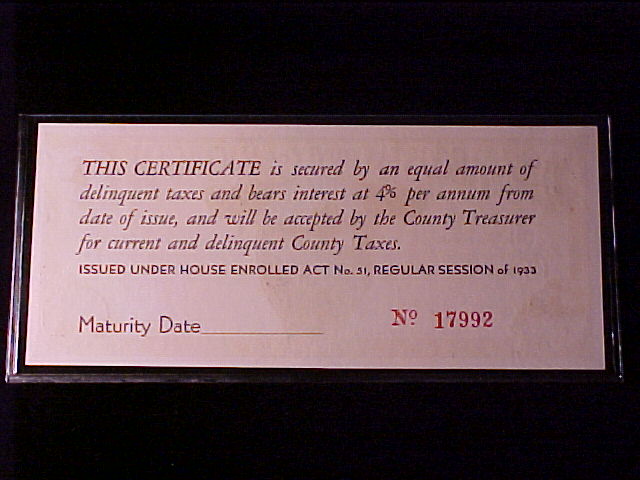 THIS CERTIFICATE is secured by an equal amount of
delinquent taxes and bears interest at 4% per annum from
date of issue, and will be accepted by the County Treasurer
for current and delinquent County Taxes.
ISSUED UNDER HOUSE ENROLLED ACT No. 51, REGULAR SESSION of 1933
Maturity Date____________ Nº 17992